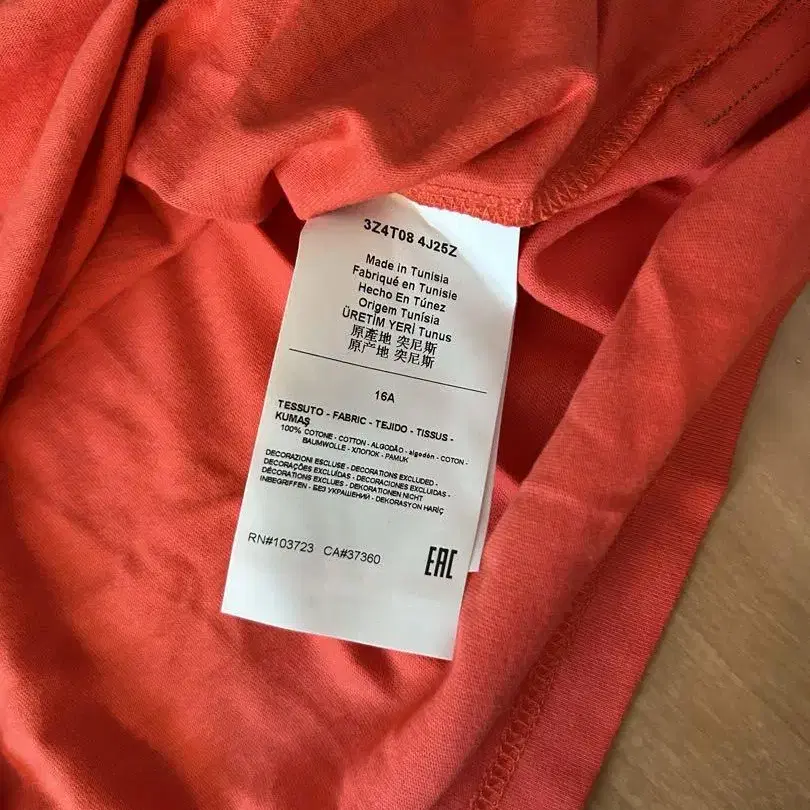 3Z4T08 4J25Z
Made in Tunisia
Fabriqué en Tunisie
Hecho En Túnez
Origem Tunísia
ÜRETİM YERİ Tunus
原產地 突尼斯
原产地 突尼斯
16A
TESSUTO - FABRIC - TEJIDO - TISSUS -
KUMAŞ
100% COTONE - COTTON - ALGODÃO - algodón - COTON -
BAUMWOLLE - ХЛОПОК - PAMUK
DECORAZIONI ESCLUSE - DECORATIONS EXCLUDED -
DECORAÇÕES EXCLUÍDAS - DECORACIONES EXCLUIDAS -
DÉCORATIONS EXCLUES - DEKORATIONEN NICHT
INBEGRIFFEN - БЕЗ УКРАШЕНИЙ - DEKORASYON HARİÇ
RN#103723 CA#37360
EAC